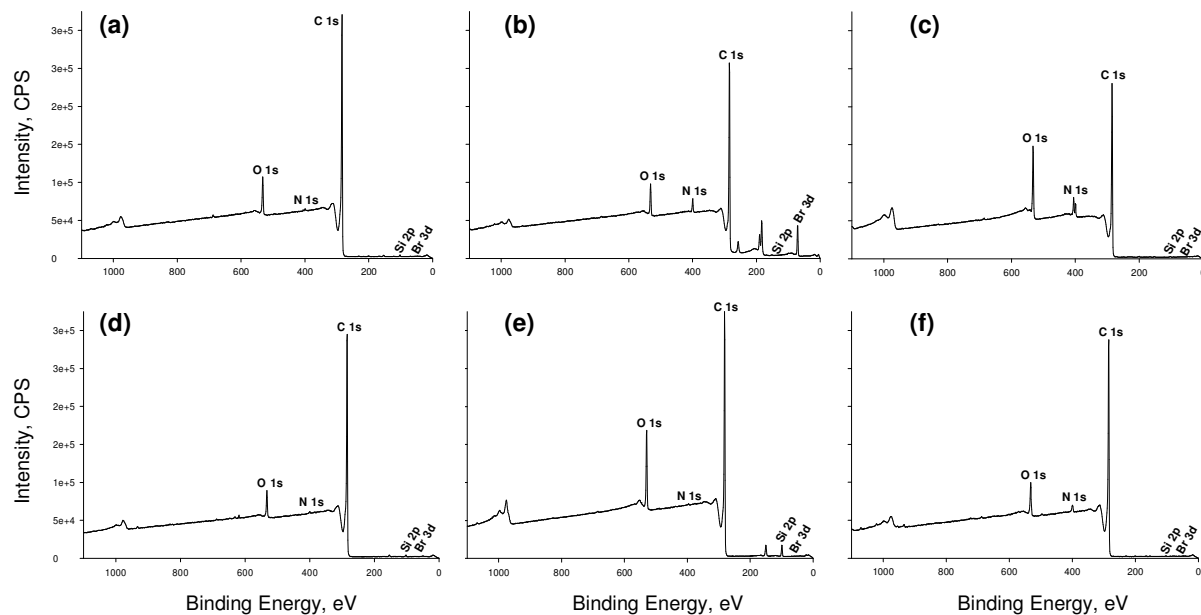 (a)
(b)
(c)
C 1s
C 1s
C 1s
O 1s
N 1s
Si 2p
Br 3d
O 1s
N 1s
Si 2p
Br 3d
O 1s
N 1s
Si 2p
Br 3d
Intensity, CPS
3e+5
3e+5
2e+5
2e+5
1e+5
5e+4
0
1000 800 600 400 200 0
1000 800 600 400 200 0
1000 800 600 400 200 0
(d)
(e)
(f)
C 1s
C 1s
C 1s
O 1s
N 1s
Si 2p
Br 3d
O 1s
N 1s
Si 2p
Br 3d
O 1s
N 1s
Si 2p
Br 3d
Intensity, CPS
3e+5
3e+5
2e+5
2e+5
1e+5
5e+4
0
1000 800 600 400 200 0
1000 800 600 400 200 0
1000 800 600 400 200 0
Binding Energy, eV
Binding Energy, eV
Binding Energy, eV